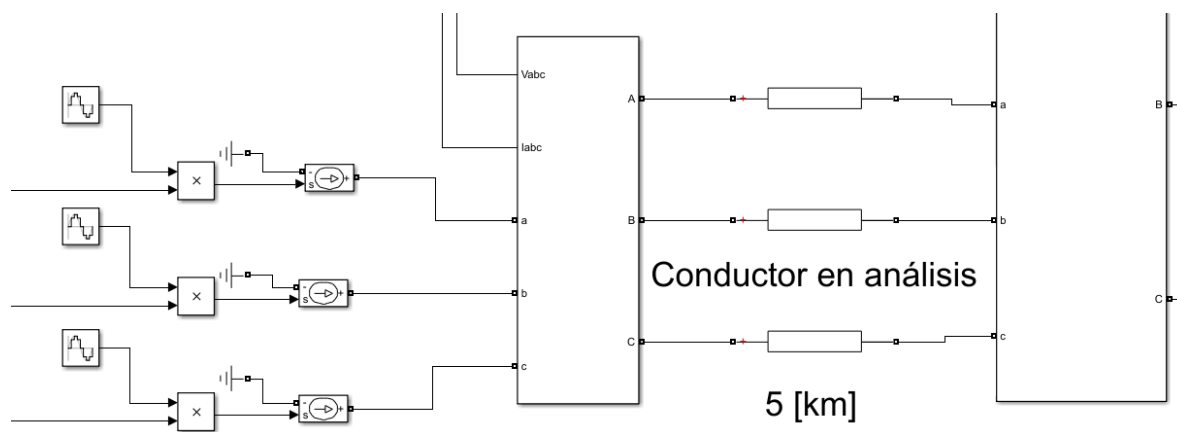 Vabc
A
a
B
×
Iabc
-
s
+
a
B
b
Conductor en análisis
×
-
s
+
b
C
C
c
×
-
s
+
c
5 [km]